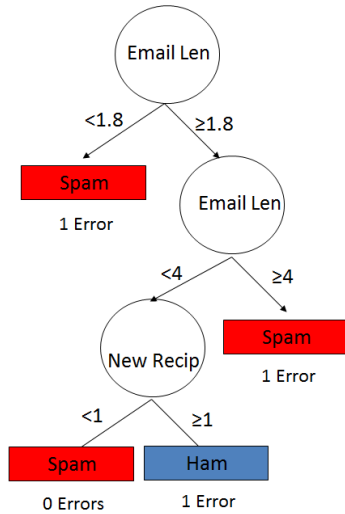 Email Len
<1.8
≥1.8
Spam
1 Error
Email Len
<4
≥4
New Recip
Spam
1 Error
<1
≥1
Spam
Ham
0 Errors
1 Error